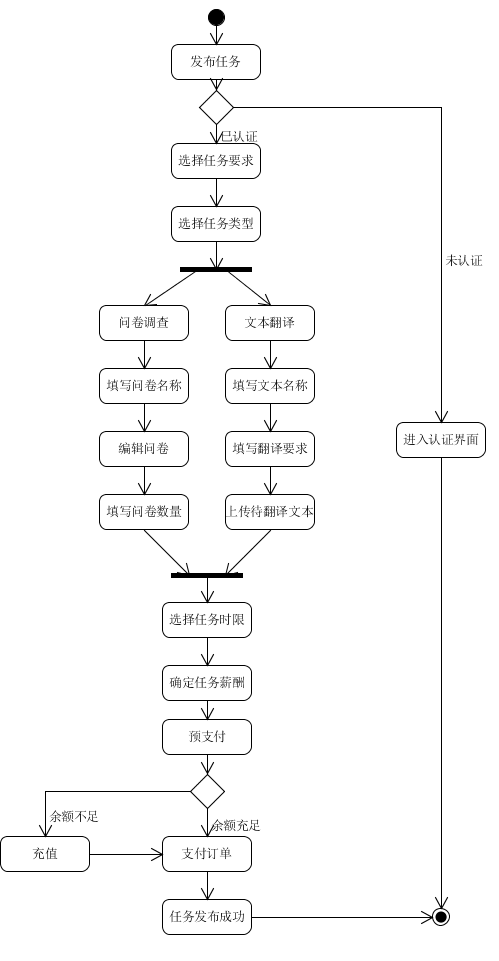 发布任务
已认证
选择任务要求
选择任务类型
未认证
问卷调查
文本翻译
填写问卷名称
填写文本名称
编辑问卷
填写翻译要求
进入认证界面
填写问卷数量
上传待翻译文本
选择任务时限
确定任务薪酬
预支付
余额不足
余额充足
充值
支付订单
任务发布成功